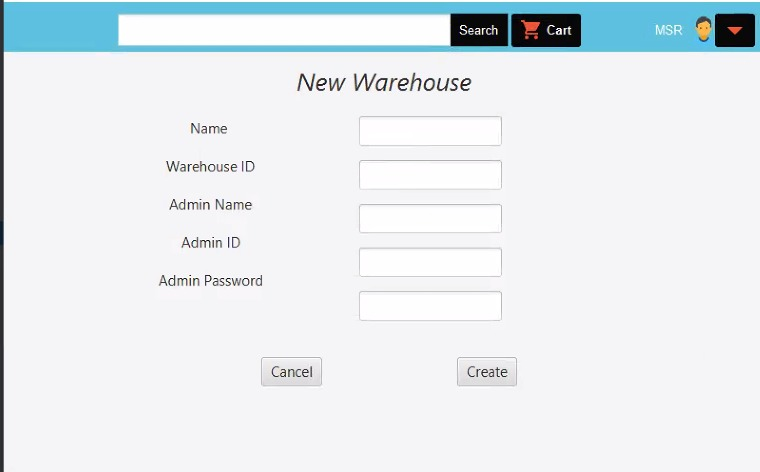 Search Cart MSR
New Warehouse
Name
Warehouse ID
Admin Name
Admin ID
Admin Password
Cancel Create